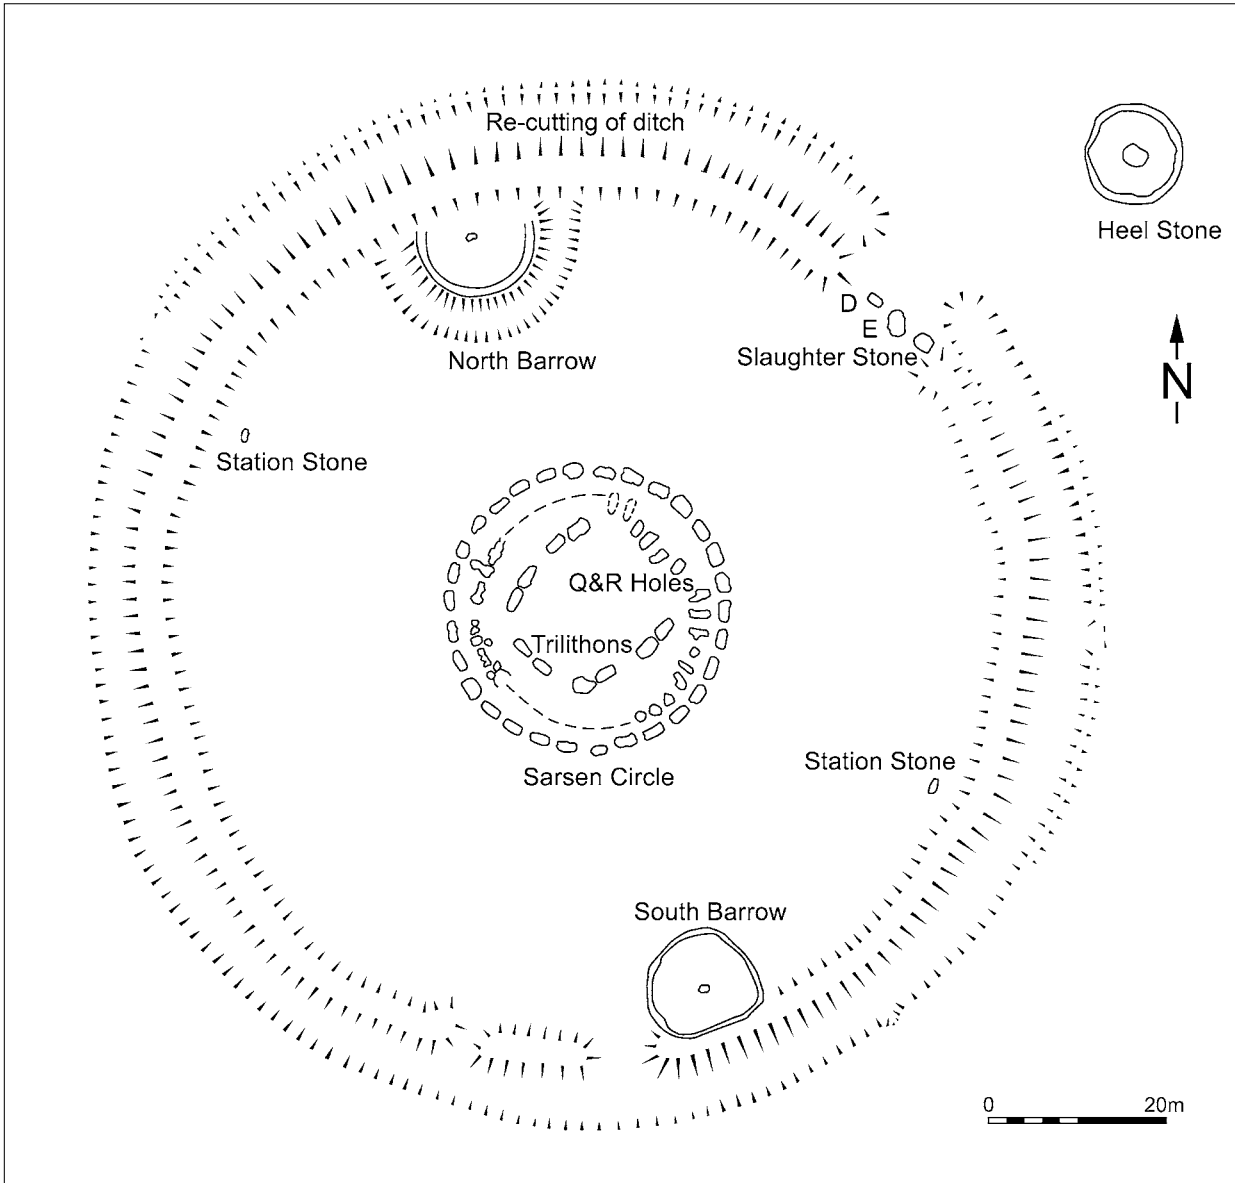 Re-cutting of ditch
Heel Stone
D
E
North Barrow
Slaughter Stone
N
Station Stone
Q&R Holes
Trilithons
Station Stone
Sarsen Circle
South Barrow
0 20m